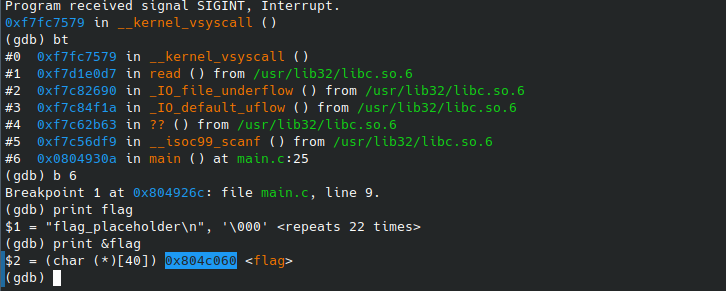 Program received signal SIGINT, Interrupt.
0xf7fc7579 in __kernel_vsyscall ()
(gdb) bt
#0  0xf7fc7579 in __kernel_vsyscall ()
#1  0xf7d1e0d7 in read () from /usr/lib32/libc.so.6
#2  0xf7c82690 in _IO_file_underflow () from /usr/lib32/libc.so.6
#3  0xf7c84f1a in _IO_default_uflow () from /usr/lib32/libc.so.6
#4  0xf7c62b63 in ?? () from /usr/lib32/libc.so.6
#5  0xf7c56df9 in __isoc99_scanf () from /usr/lib32/libc.so.6
#6  0x0804930a in main () at main.c:25
(gdb) b 6
Breakpoint 1 at 0x804926c: file main.c, line 9.
(gdb) print flag
$1 = "flag_placeholder\n", '\000' <repeats 22 times>
(gdb) print &flag
$2 = (char (*)[40]) 0x804c060 <flag>
(gdb)